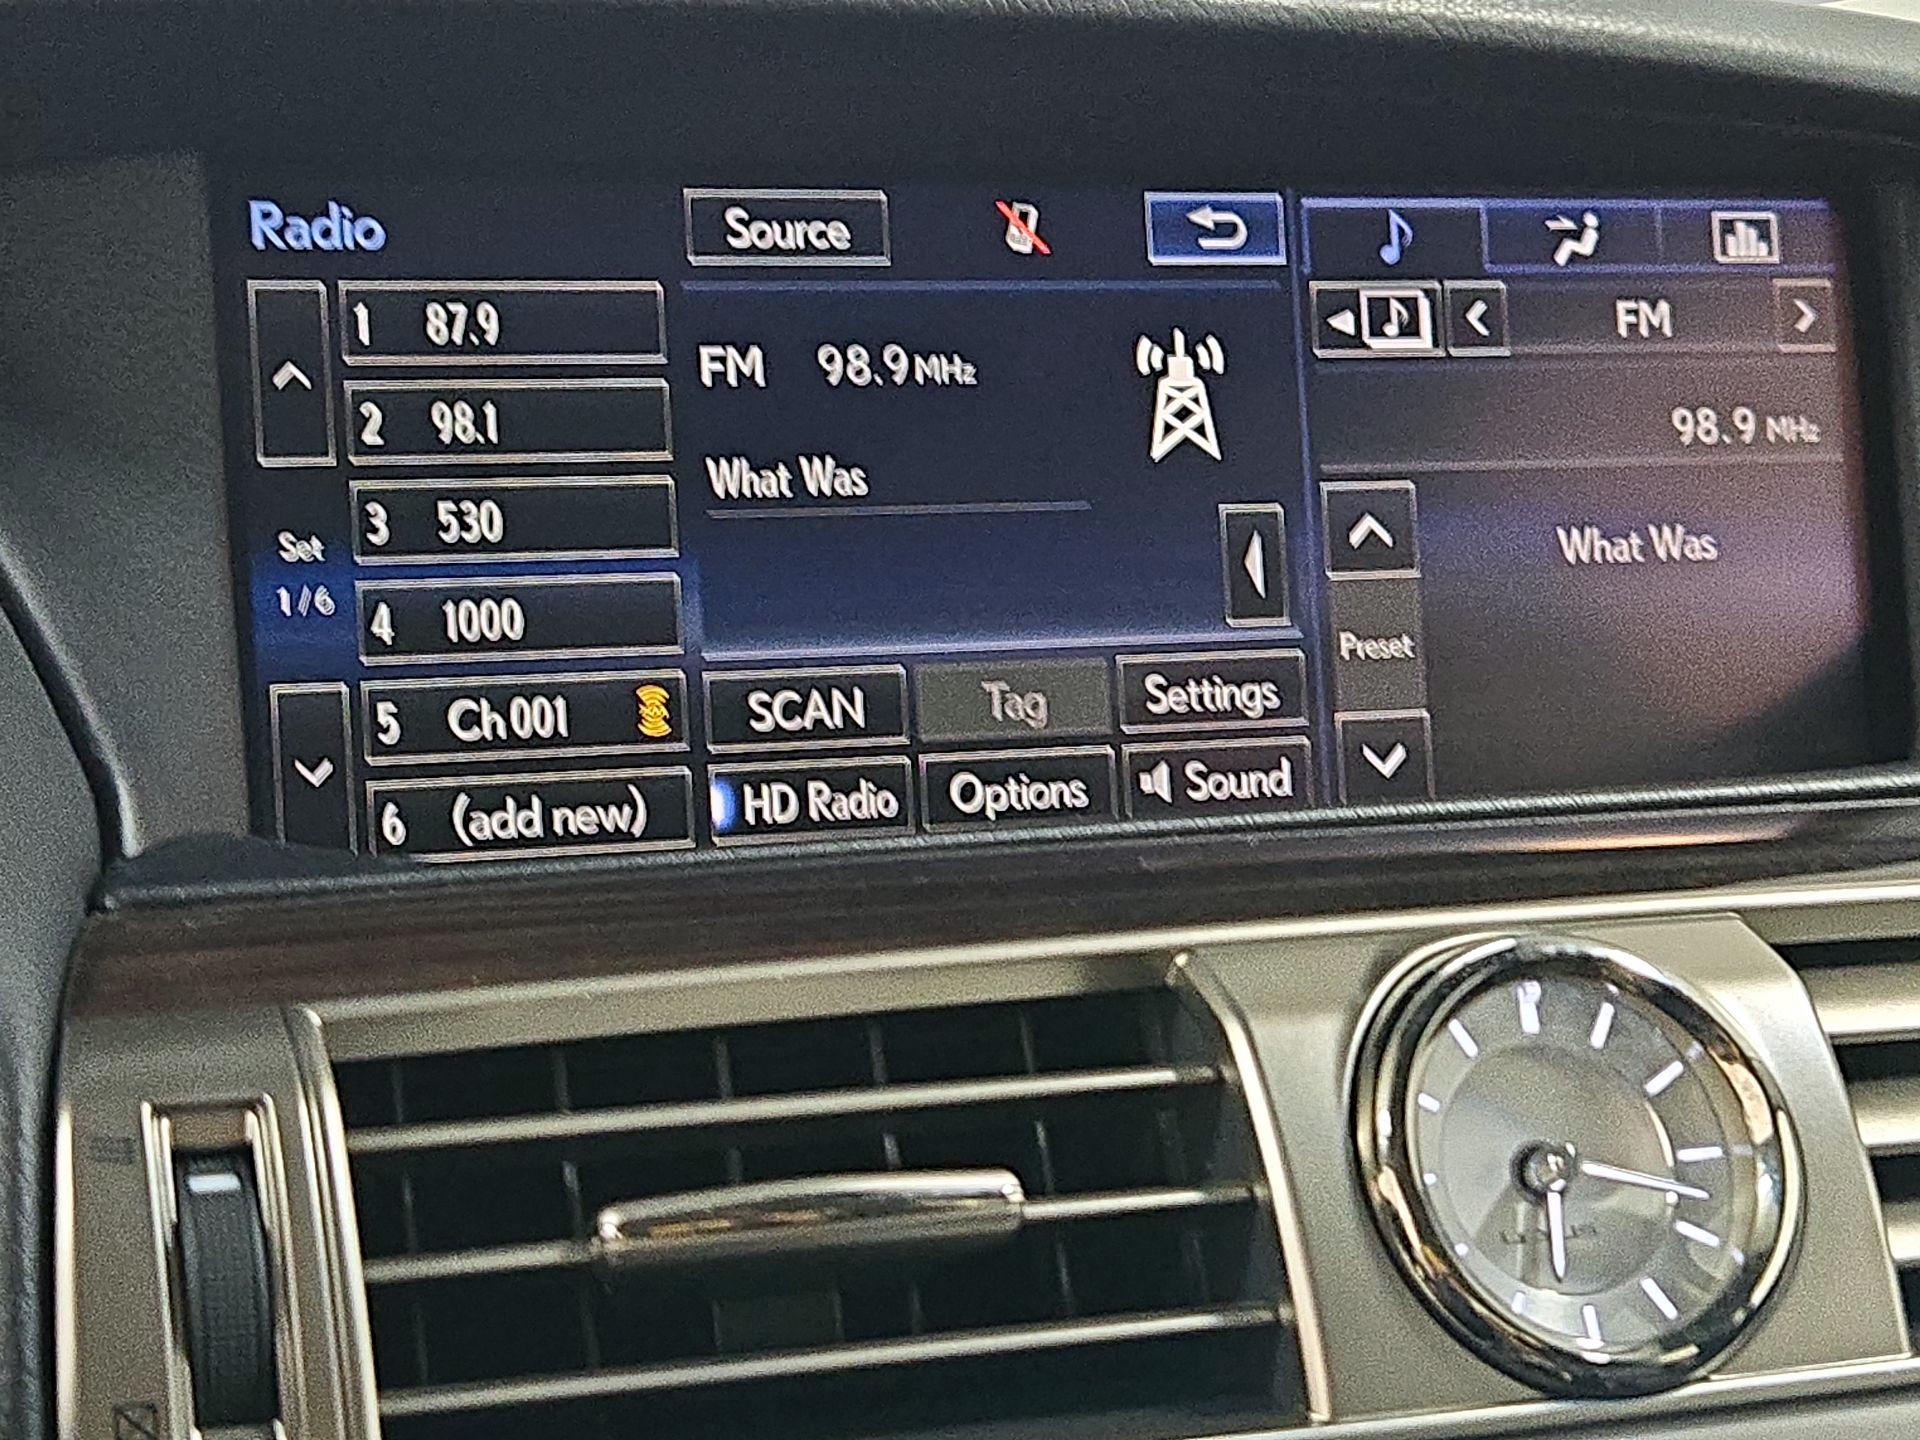 Radio
Source
1 87.9
2 98.1
3 530
4 1000
5 Ch001
6 (add new)
Set
1/6
FM 98.9 MHz
What Was
SCAN
Tag
Settings
HD Radio
Options
Sound
FM
98.9 MHz
What Was
Preset
LEXUS